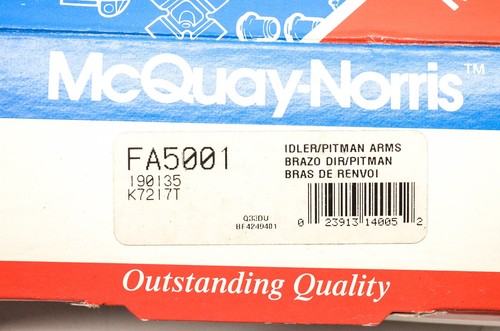 McQuay-Norris™
FA5001
190135
K7217T
IDLER/PITMAN ARMS
BRAZO DIR/PITMAN
BRAS DE RENVOI
Q33DU
BF4249401
0 23913 14005 2
Outstanding Quality